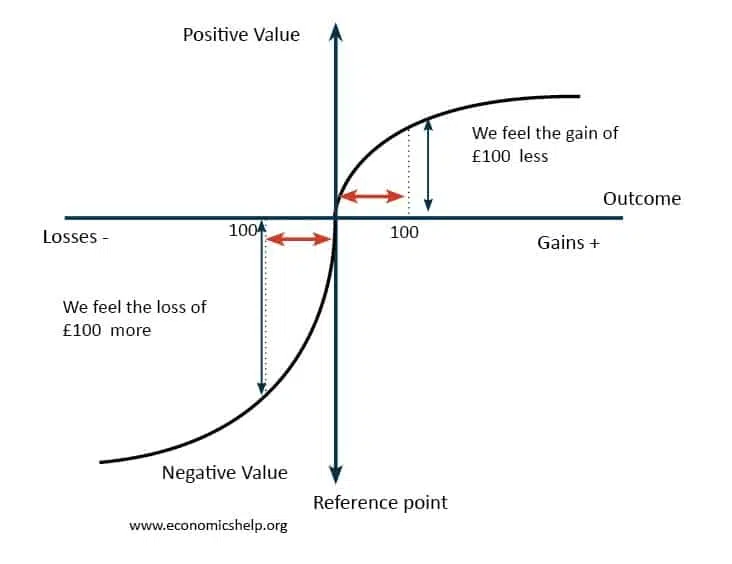 Positive Value
We feel the gain of
£100 less
Outcome
100
100
Losses -
Gains +
We feel the loss of
£100 more
Negative Value
Reference point
www.economicshelp.org